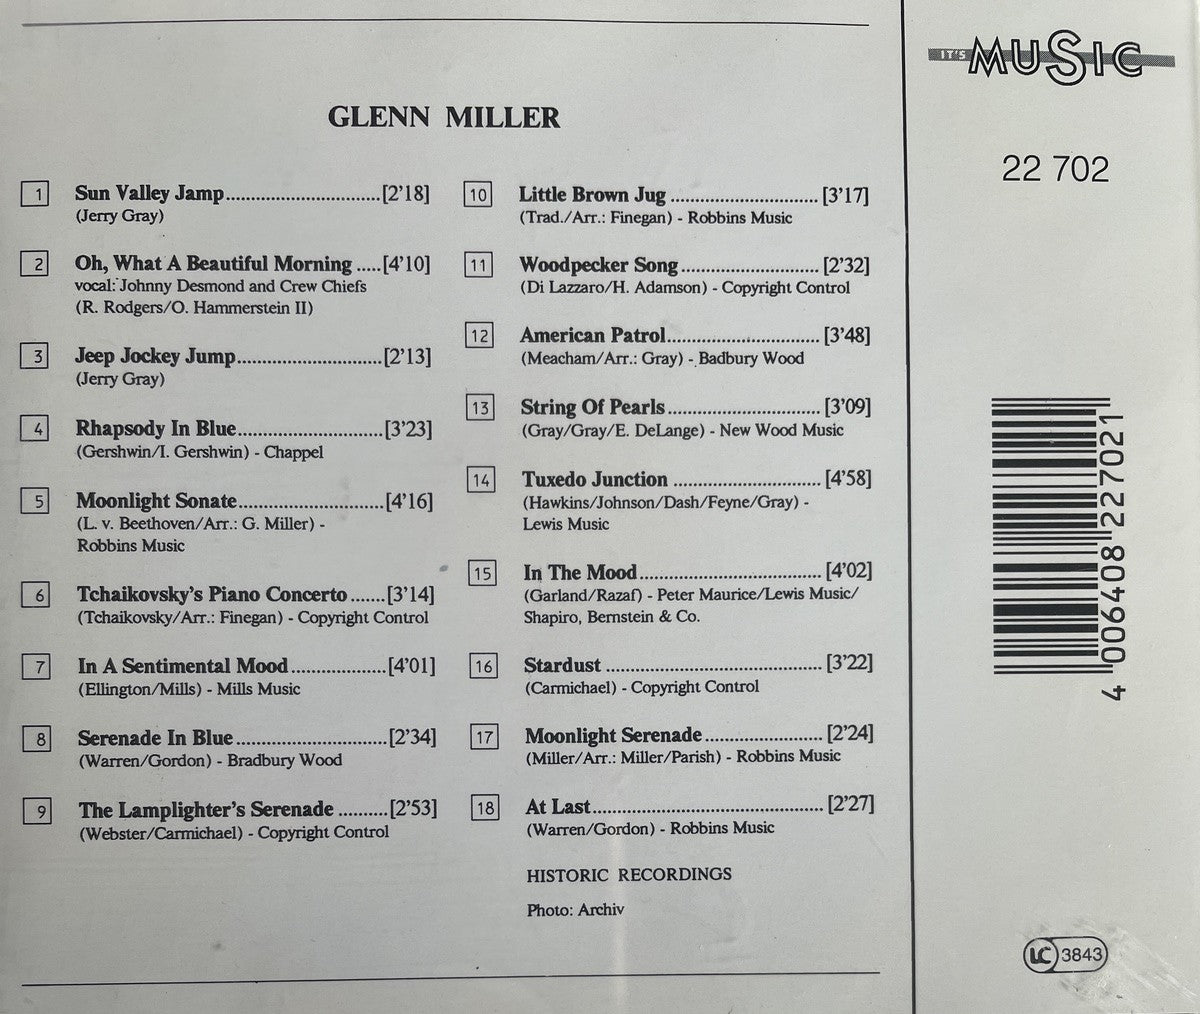 GLENN MILLER
1 Sun Valley Jamp..............................[2'18]
(Jerry Gray)
2 Oh, What A Beautiful Morning .....[4'10]
vocal: Johnny Desmond and Crew Chiefs
(R. Rodgers/O. Hammerstein II)
3 Jeep Jockey Jump............................[2'13]
(Jerry Gray)
4 Rhapsody In Blue............................[3'23]
(Gershwin/I. Gershwin) - Chappel
5 Moonlight Sonate............................[4'16]
(L. v. Beethoven/Arr.: G. Miller) -
Robbins Music
6 Tchaikovsky's Piano Concerto .......[3'14]
(Tchaikovsky/Arr.: Finegan) - Copyright Control
7 In A Sentimental Mood..................[4'01]
(Ellington/Mills) - Mills Music
8 Serenade In Blue.............................[2'34]
(Warren/Gordon) - Bradbury Wood
9 The Lamplighter's Serenade ..........[2'53]
(Webster/Carmichael) - Copyright Control
10 Little Brown Jug ............................. [3'17]
(Trad./Arr.: Finegan) - Robbins Music
11 Woodpecker Song........................... [2'32]
(Di Lazzaro/H. Adamson) - Copyright Control
12 American Patrol.............................. [3'48]
(Meacham/Arr.: Gray) - Badbury Wood
13 String Of Pearls.............................. [3'09]
(Gray/Gray/E. DeLange) - New Wood Music
14 Tuxedo Junction ............................. [4'58]
(Hawkins/Johnson/Dash/Feyne/Gray) -
Lewis Music
15 In The Mood................................... [4'02]
(Garland/Razaf) - Peter Maurice/Lewis Music/
Shapiro, Bernstein & Co.
16 Stardust .......................................... [3'22]
(Carmichael) - Copyright Control
17 Moonlight Serenade....................... [2'24]
(Miller/Arr.: Miller/Parish) - Robbins Music
18 At Last............................................. [2'27]
(Warren/Gordon) - Robbins Music
HISTORIC RECORDINGS
Photo: Archiv
IT'S MUSIC
22 702
4 006408 227021
LC 3843